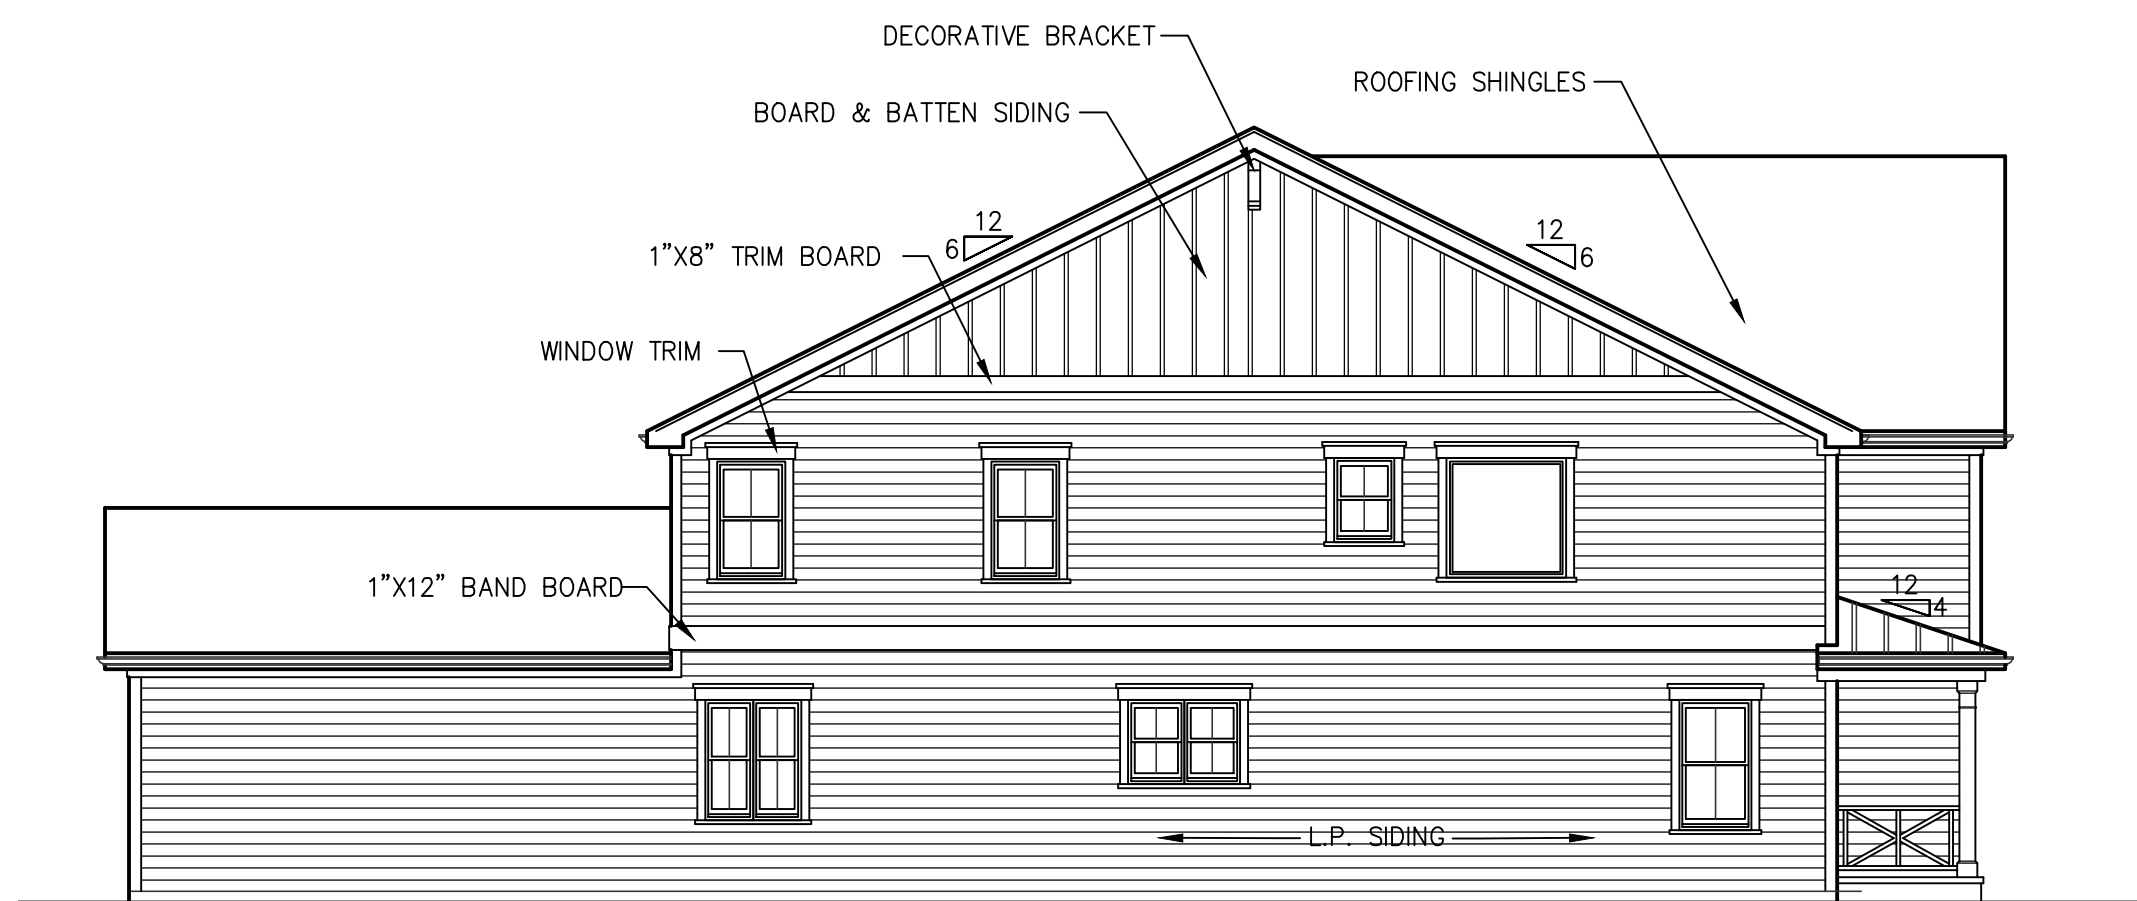 DECORATIVE BRACKET
ROOFING SHINGLES
BOARD & BATTEN SIDING
12
6
12
6
1”X8” TRIM BOARD
WINDOW TRIM
1”X12” BAND BOARD
12
4
L.P. SIDING